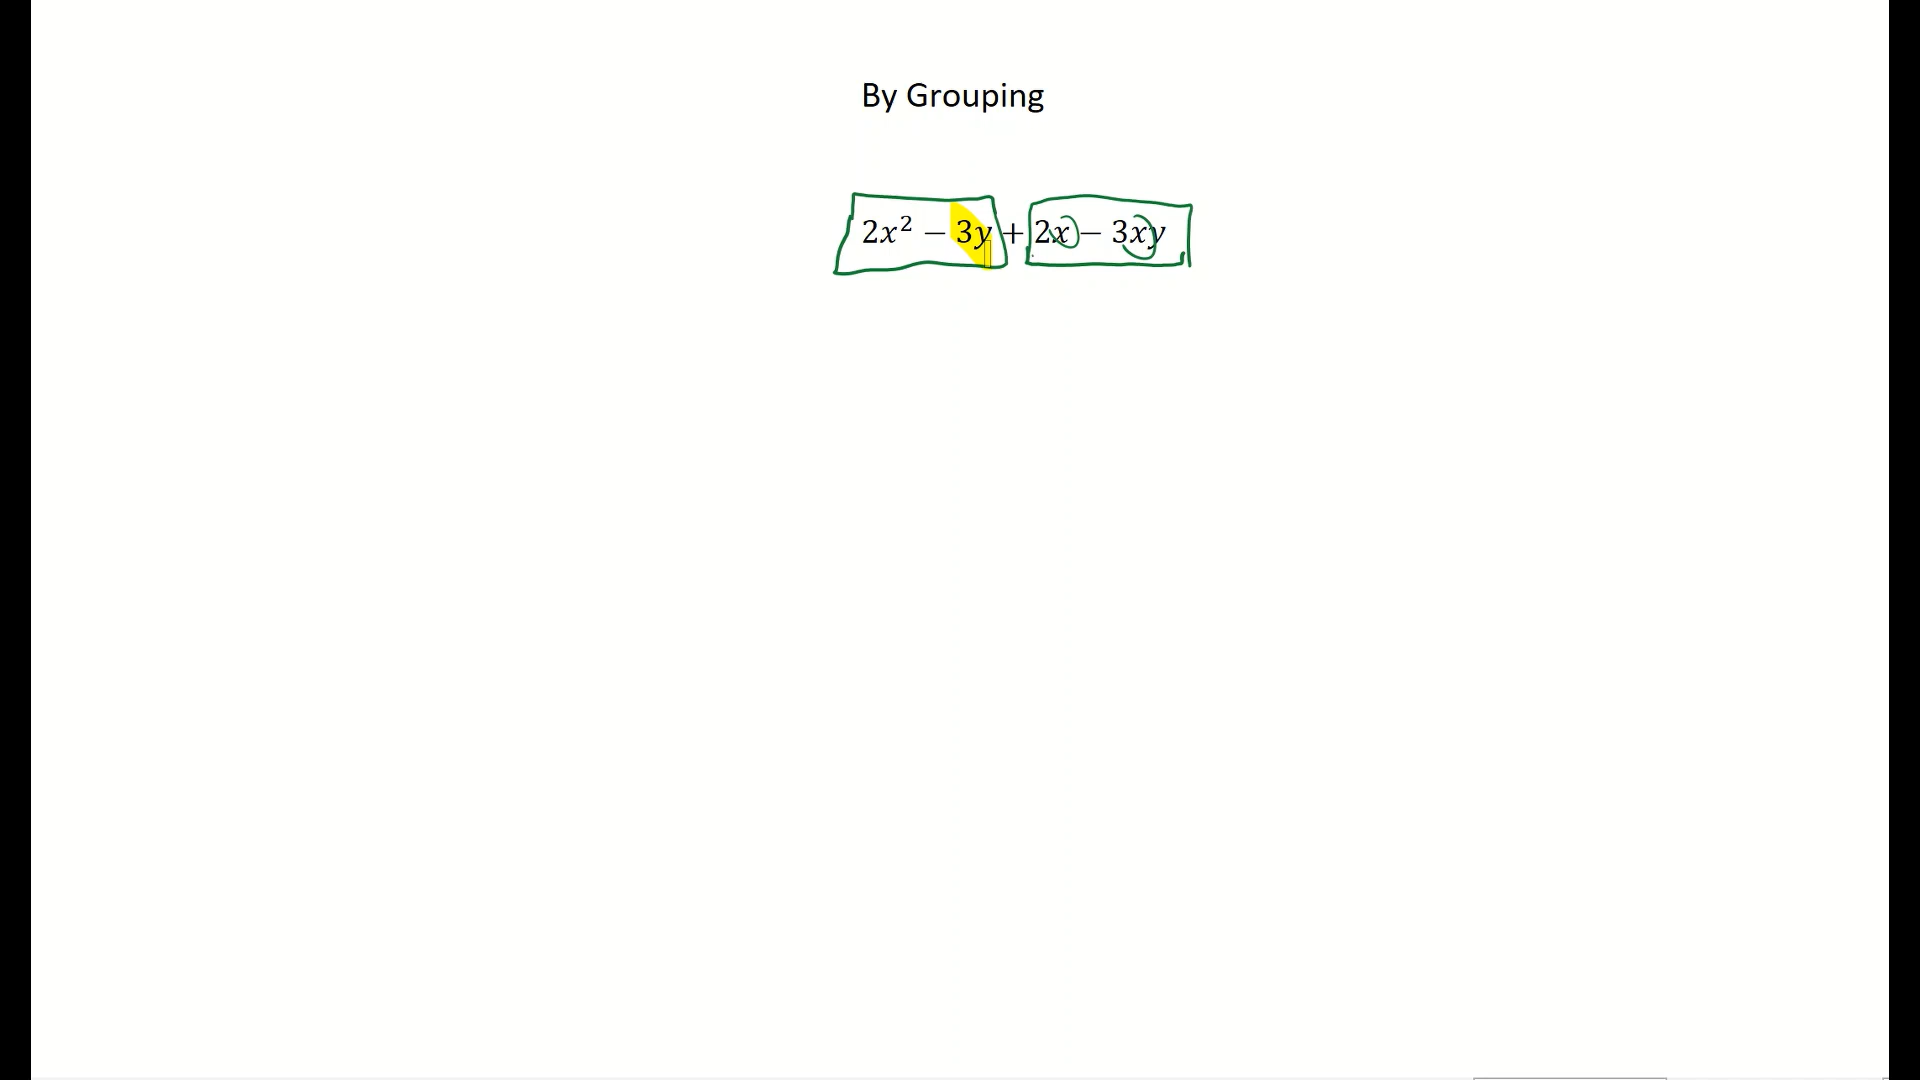 By Grouping
2x² − 3y + 2x − 3xy